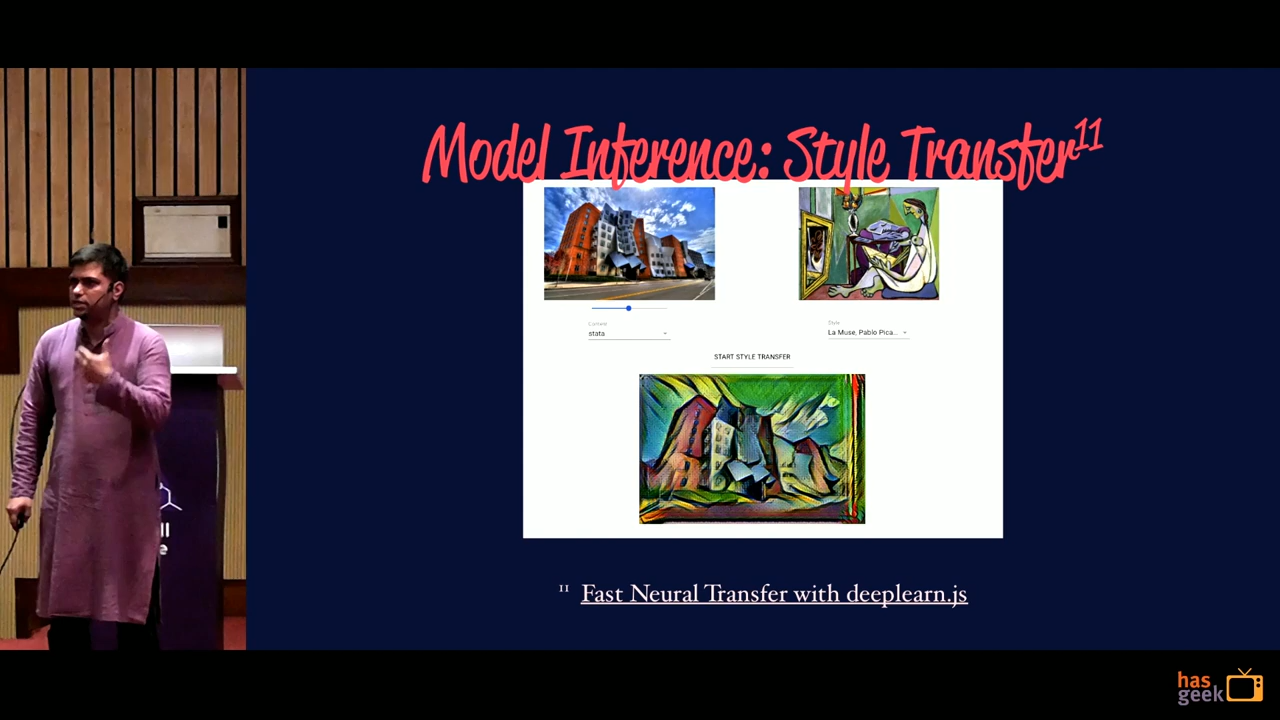 Model Inference: Style Transfer11
Content
stata
Style
La Muse, Pablo Pica...
START STYLE TRANSFER
11 Fast Neural Transfer with deeplearn.js
has
geek